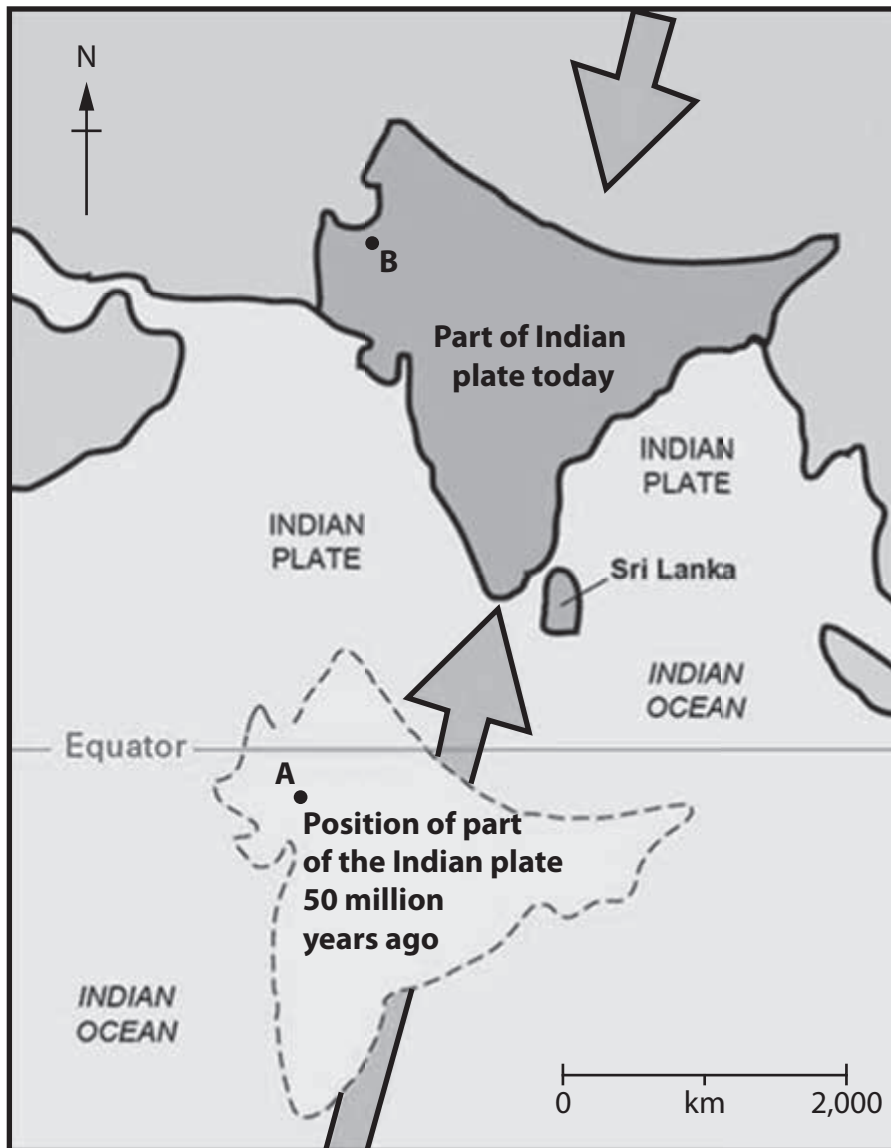 N
B
Part of Indian
plate today
INDIAN
PLATE
INDIAN
PLATE
Sri Lanka
INDIAN
OCEAN
Equator
A
Position of part
of the Indian plate
50 million
years ago
INDIAN
OCEAN
0 km 2,000